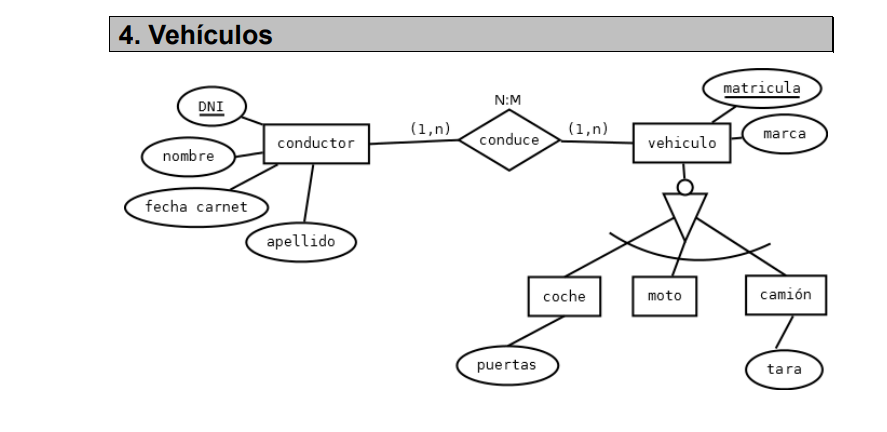 4. Vehículos
N:M
DNI
nombre
fecha carnet
apellido
conductor
(1,n)
conduce
(1,n)
vehiculo
matricula
marca
coche
moto
camión
puertas
tara